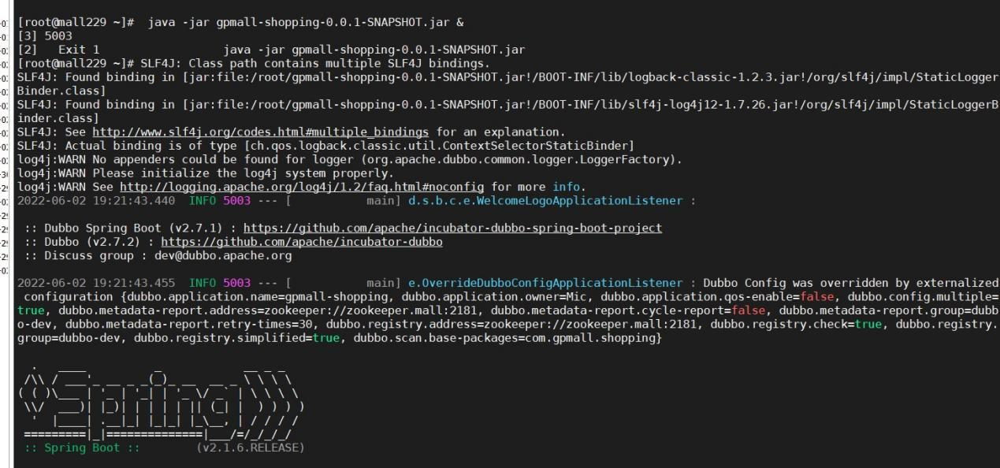 [root@mall229 ~]#  java -jar gpmall-shopping-0.0.1-SNAPSHOT.jar &
[3] 5003
[2]   Exit 1                  java -jar gpmall-shopping-0.0.1-SNAPSHOT.jar
[root@mall229 ~]# SLF4J: Class path contains multiple SLF4J bindings.
SLF4J: Found binding in [jar:file:/root/gpmall-shopping-0.0.1-SNAPSHOT.jar!/BOOT-INF/lib/logback-classic-1.2.3.jar!/org/slf4j/impl/StaticLogger
Binder.class]
SLF4J: Found binding in [jar:file:/root/gpmall-shopping-0.0.1-SNAPSHOT.jar!/BOOT-INF/lib/slf4j-log4j12-1.7.26.jar!/org/slf4j/impl/StaticLoggerB
inder.class]
SLF4J: See http://www.slf4j.org/codes.html#multiple_bindings for an explanation.
SLF4J: Actual binding is of type [ch.qos.logback.classic.util.ContextSelectorStaticBinder]
log4j:WARN No appenders could be found for logger (org.apache.dubbo.common.logger.LoggerFactory).
log4j:WARN Please initialize the log4j system properly.
log4j:WARN See http://logging.apache.org/log4j/1.2/faq.html#noconfig for more info.
2022-06-02 19:21:43.440  INFO 5003 --- [           main] d.s.b.c.e.WelcomeLogoApplicationListener :
:: Dubbo Spring Boot (v2.7.1) : https://github.com/apache/incubator-dubbo-spring-boot-project
:: Dubbo (v2.7.2) : https://github.com/apache/incubator-dubbo
:: Discuss group : dev@dubbo.apache.org
2022-06-02 19:21:43.455  INFO 5003 --- [           main] e.OverrideDubboConfigApplicationListener : Dubbo Config was overridden by externalized
configuration {dubbo.application.name=gpmall-shopping, dubbo.application.owner=Mic, dubbo.application.qos-enable=false, dubbo.config.multiple=
true, dubbo.metadata-report.address=zookeeper://zookeeper.mall:2181, dubbo.metadata-report.cycle-report=false, dubbo.metadata-report.group=dubb
o-dev, dubbo.metadata-report.retry-times=30, dubbo.registry.address=zookeeper://zookeeper.mall:2181, dubbo.registry.check=true, dubbo.registry.
group=dubbo-dev, dubbo.registry.simplified=true, dubbo.scan.base-packages=com.gpmall.shopping}
Spring
:: Spring Boot ::        (v2.1.6.RELEASE)